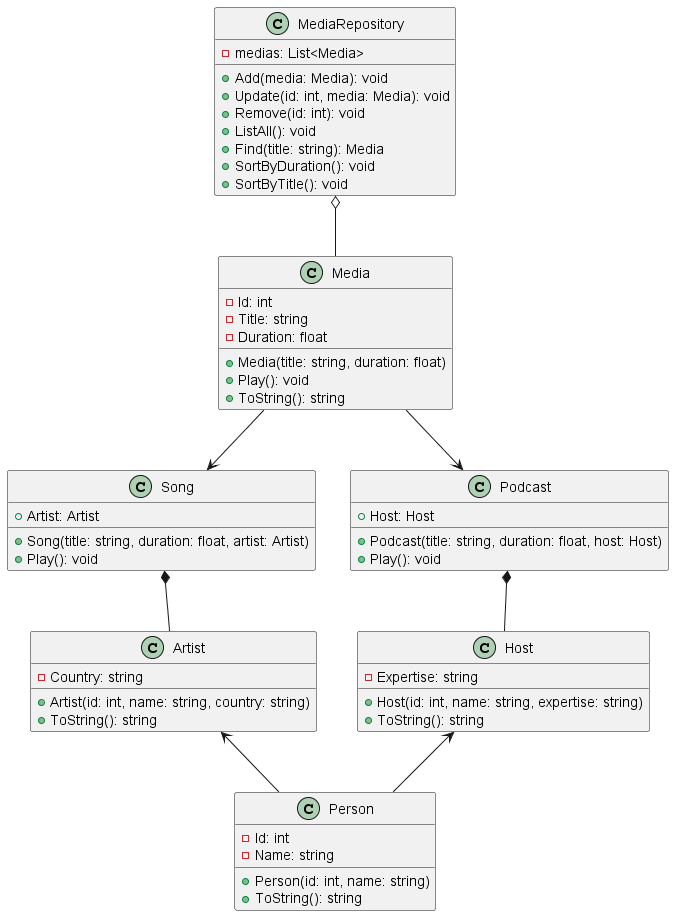 C MediaRepository
medias: List<Media>
Add(media: Media): void
Update(id: int, media: Media): void
Remove(id: int): void
ListAll(): void
Find(title: string): Media
SortByDuration(): void
SortByTitle(): void
C Media
Id: int
Title: string
Duration: float
Media(title: string, duration: float)
Play(): void
ToString(): string
C Song
Artist: Artist
Song(title: string, duration: float, artist: Artist)
Play(): void
C Podcast
Host: Host
Podcast(title: string, duration: float, host: Host)
Play(): void
C Artist
Country: string
Artist(id: int, name: string, country: string)
ToString(): string
C Host
Expertise: string
Host(id: int, name: string, expertise: string)
ToString(): string
C Person
Id: int
Name: string
Person(id: int, name: string)
ToString(): string